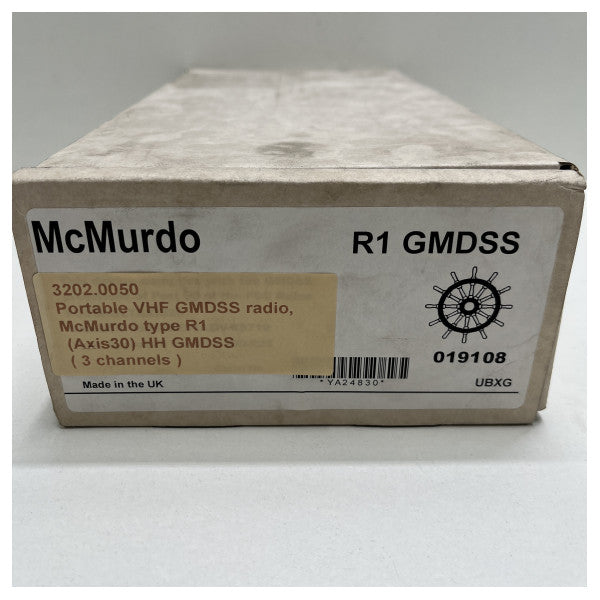 McMurdo
R1 GMDSS
3202.0050
Portable VHF GMDSS radio,
McMurdo type R1
(Axis30) HH GMDSS
( 3 channels )
019108
*YA24830*
Made in the UK
UBXG